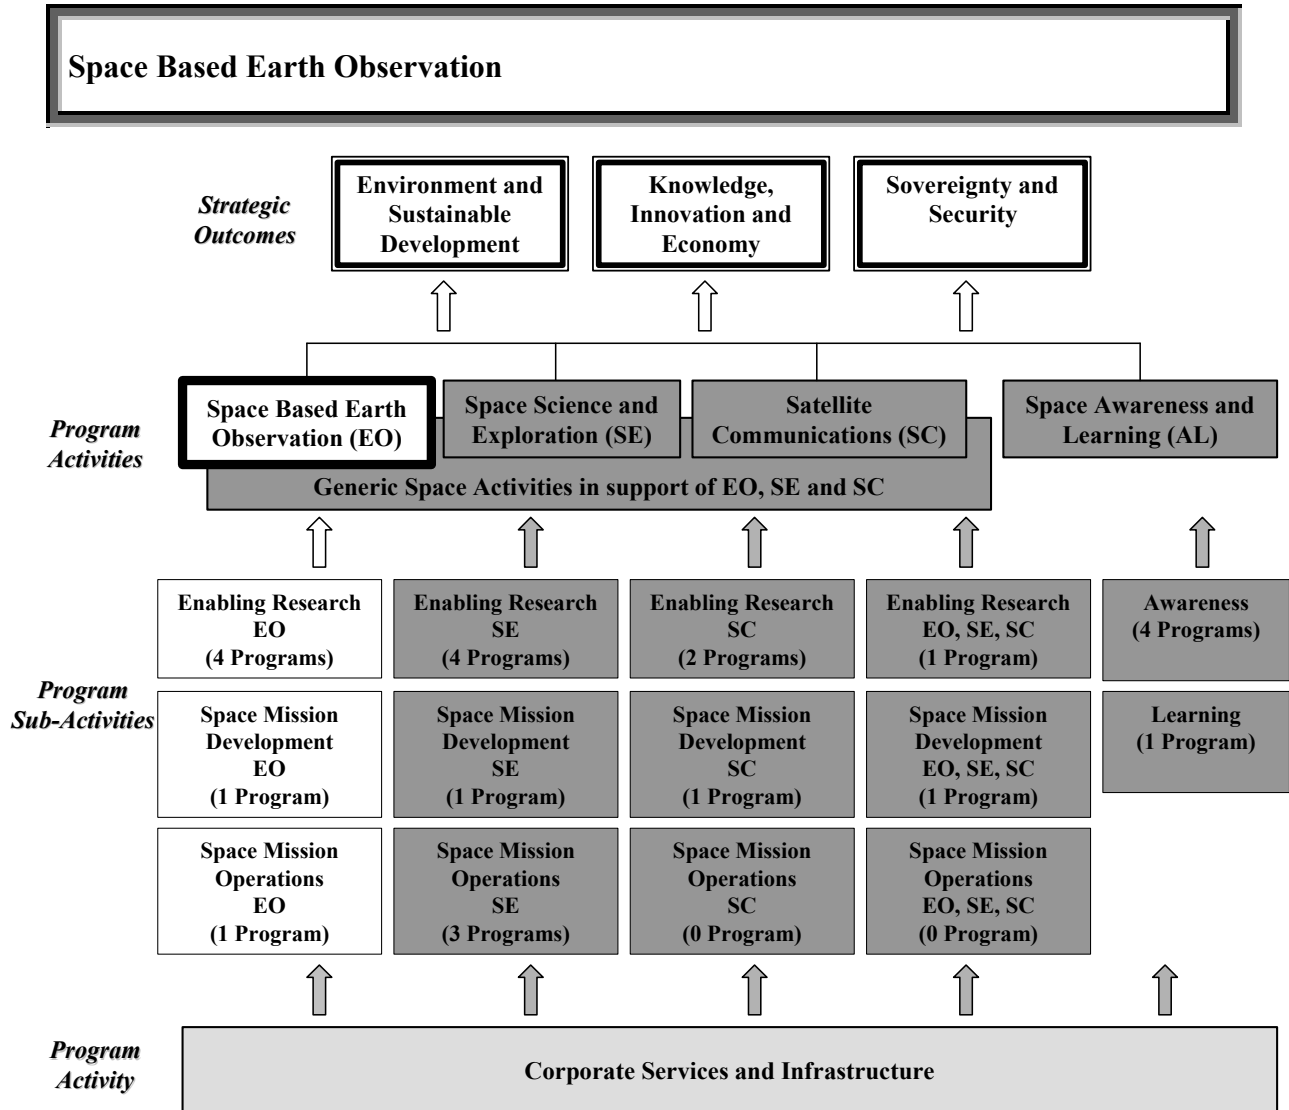 Space Based Earth Observation
Strategic
Outcomes
Environment and
Sustainable
Development
Knowledge,
Innovation and
Economy
Sovereignty and
Security
Program
Activities
Space Based Earth
Observation (EO)
Space Science and
Exploration (SE)
Satellite
Communications (SC)
Space Awareness and
Learning (AL)
Generic Space Activities in support of EO, SE and SC
Program
Sub-Activities
Enabling Research
EO
(4 Programs)
Enabling Research
SE
(4 Programs)
Enabling Research
SC
(2 Programs)
Enabling Research
EO, SE, SC
(1 Program)
Awareness
(4 Programs)
Space Mission
Development
EO
(1 Program)
Space Mission
Development
SE
(1 Program)
Space Mission
Development
SC
(1 Program)
Space Mission
Development
EO, SE, SC
(1 Program)
Learning
(1 Program)
Space Mission
Operations
EO
(1 Program)
Space Mission
Operations
SE
(3 Programs)
Space Mission
Operations
SC
(0 Program)
Space Mission
Operations
EO, SE, SC
(0 Program)
Program
Activity
Corporate Services and Infrastructure